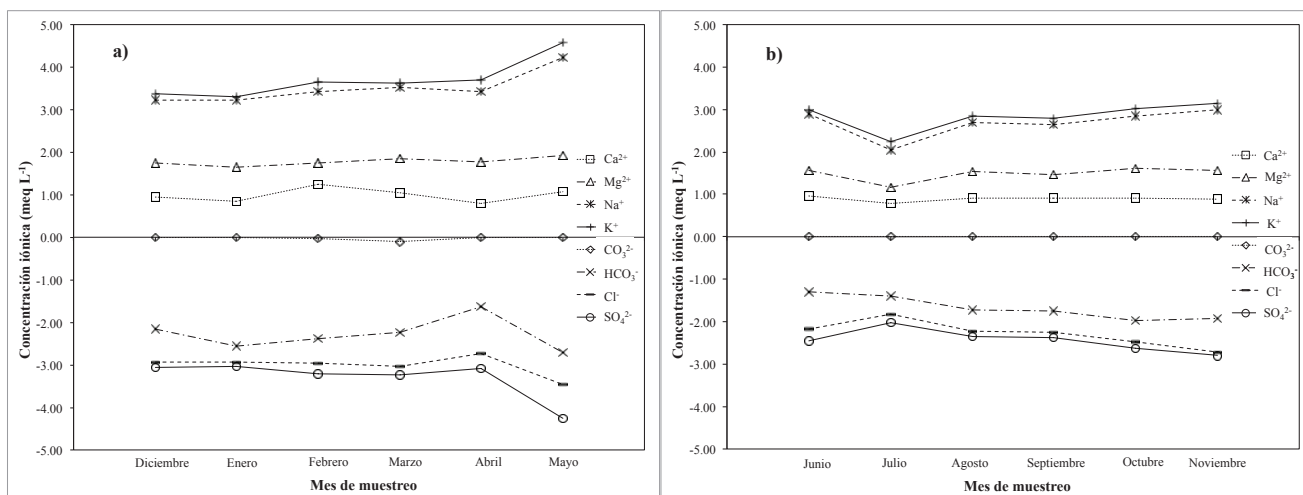 a)
5.00
4.00
3.00
2.00
1.00
0.00
-1.00
-2.00
-3.00
-4.00
-5.00
Concentración iónica (meq L⁻¹)
Diciembre Enero Febrero Marzo Abril Mayo
Mes de muestreo
Ca²⁺
Mg²⁺
Na⁺
K⁺
CO₃²⁻
HCO₃⁻
Cl⁻
SO₄²⁻
b)
5.00
4.00
3.00
2.00
1.00
0.00
-1.00
-2.00
-3.00
-4.00
-5.00
Concentración iónica (meq L⁻¹)
Junio Julio Agosto Septiembre Octubre Noviembre
Mes de muestreo
Ca²⁺
Mg²⁺
Na⁺
K⁺
CO₃²⁻
HCO₃⁻
Cl⁻
SO₄²⁻